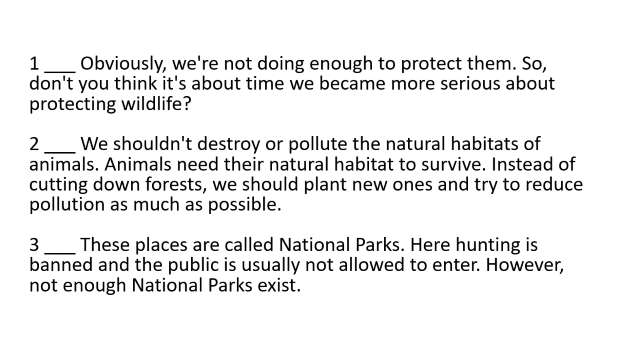 1 ___ Obviously, we're not doing enough to protect them. So,
don't you think it's about time we became more serious about
protecting wildlife?
2 ___ We shouldn't destroy or pollute the natural habitats of
animals. Animals need their natural habitat to survive. Instead of
cutting down forests, we should plant new ones and try to reduce
pollution as much as possible.
3 ___ These places are called National Parks. Here hunting is
banned and the public is usually not allowed to enter. However,
not enough National Parks exist.